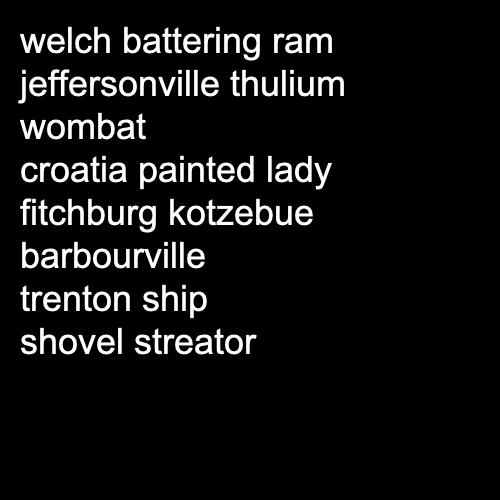 welch battering ram
jeffersonville thulium
wombat
croatia painted lady
fitchburg kotzebue
barbourville
trenton ship
shovel streator